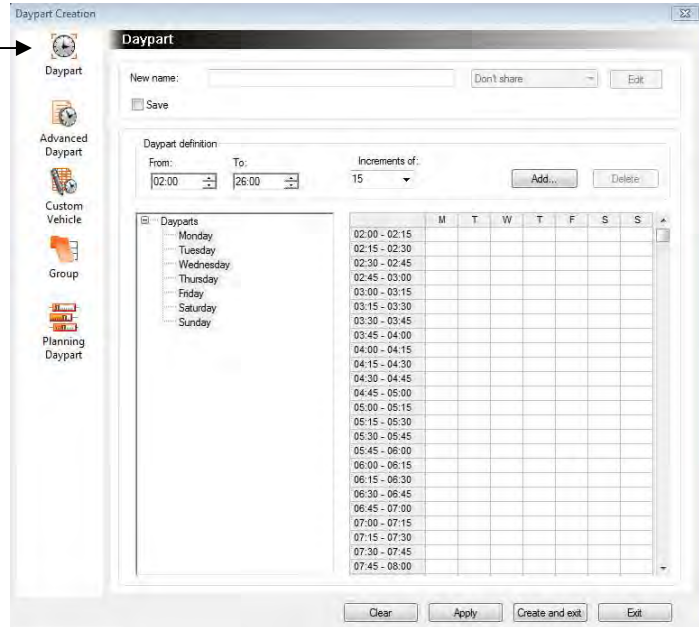 Daypart Creation
Daypart
Daypart
New name:
Don't share
Edit
Save
Advanced
Daypart
Daypart definition
From:
To:
Increments of:
02:00
26:00
15
Add...
Delete
Custom
Vehicle
Group
Planning
Daypart
Dayparts
Monday
Tuesday
Wednesday
Thursday
Friday
Saturday
Sunday
M T W T F S S
02:00 - 02:15
02:15 - 02:30
02:30 - 02:45
02:45 - 03:00
03:00 - 03:15
03:15 - 03:30
03:30 - 03:45
03:45 - 04:00
04:00 - 04:15
04:15 - 04:30
04:30 - 04:45
04:45 - 05:00
05:00 - 05:15
05:15 - 05:30
05:30 - 05:45
05:45 - 06:00
06:00 - 06:15
06:15 - 06:30
06:30 - 06:45
06:45 - 07:00
07:00 - 07:15
07:15 - 07:30
07:30 - 07:45
07:45 - 08:00
Clear
Apply
Create and exit
Exit